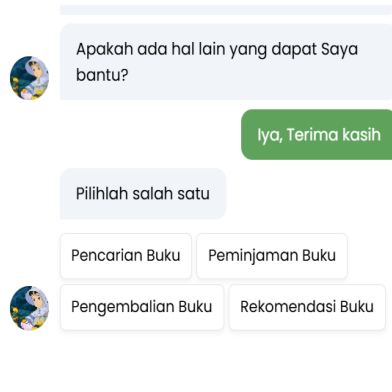 Apakah ada hal lain yang dapat Saya
bantu?
Iya, Terima kasih
Pilihlah salah satu
Pencarian Buku
Peminjaman Buku
Pengembalian Buku
Rekomendasi Buku